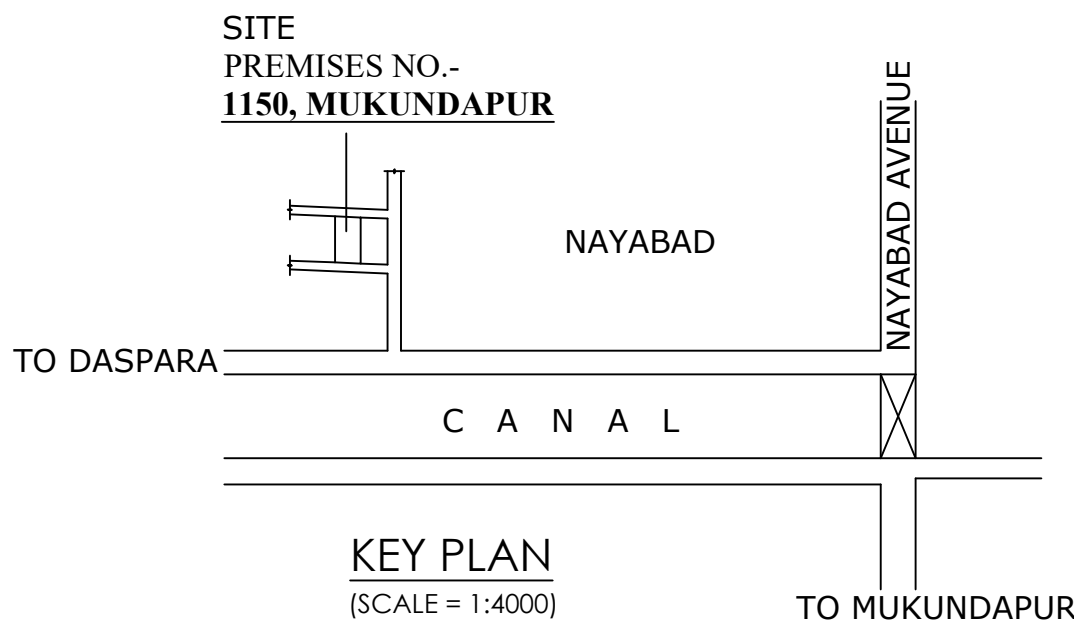 SITE
PREMISES NO.-
1150, MUKUNDAPUR
NAYABAD AVENUE
NAYABAD
TO DASPARA
C A N A L
KEY PLAN
(SCALE = 1:4000)
TO MUKUNDAPUR